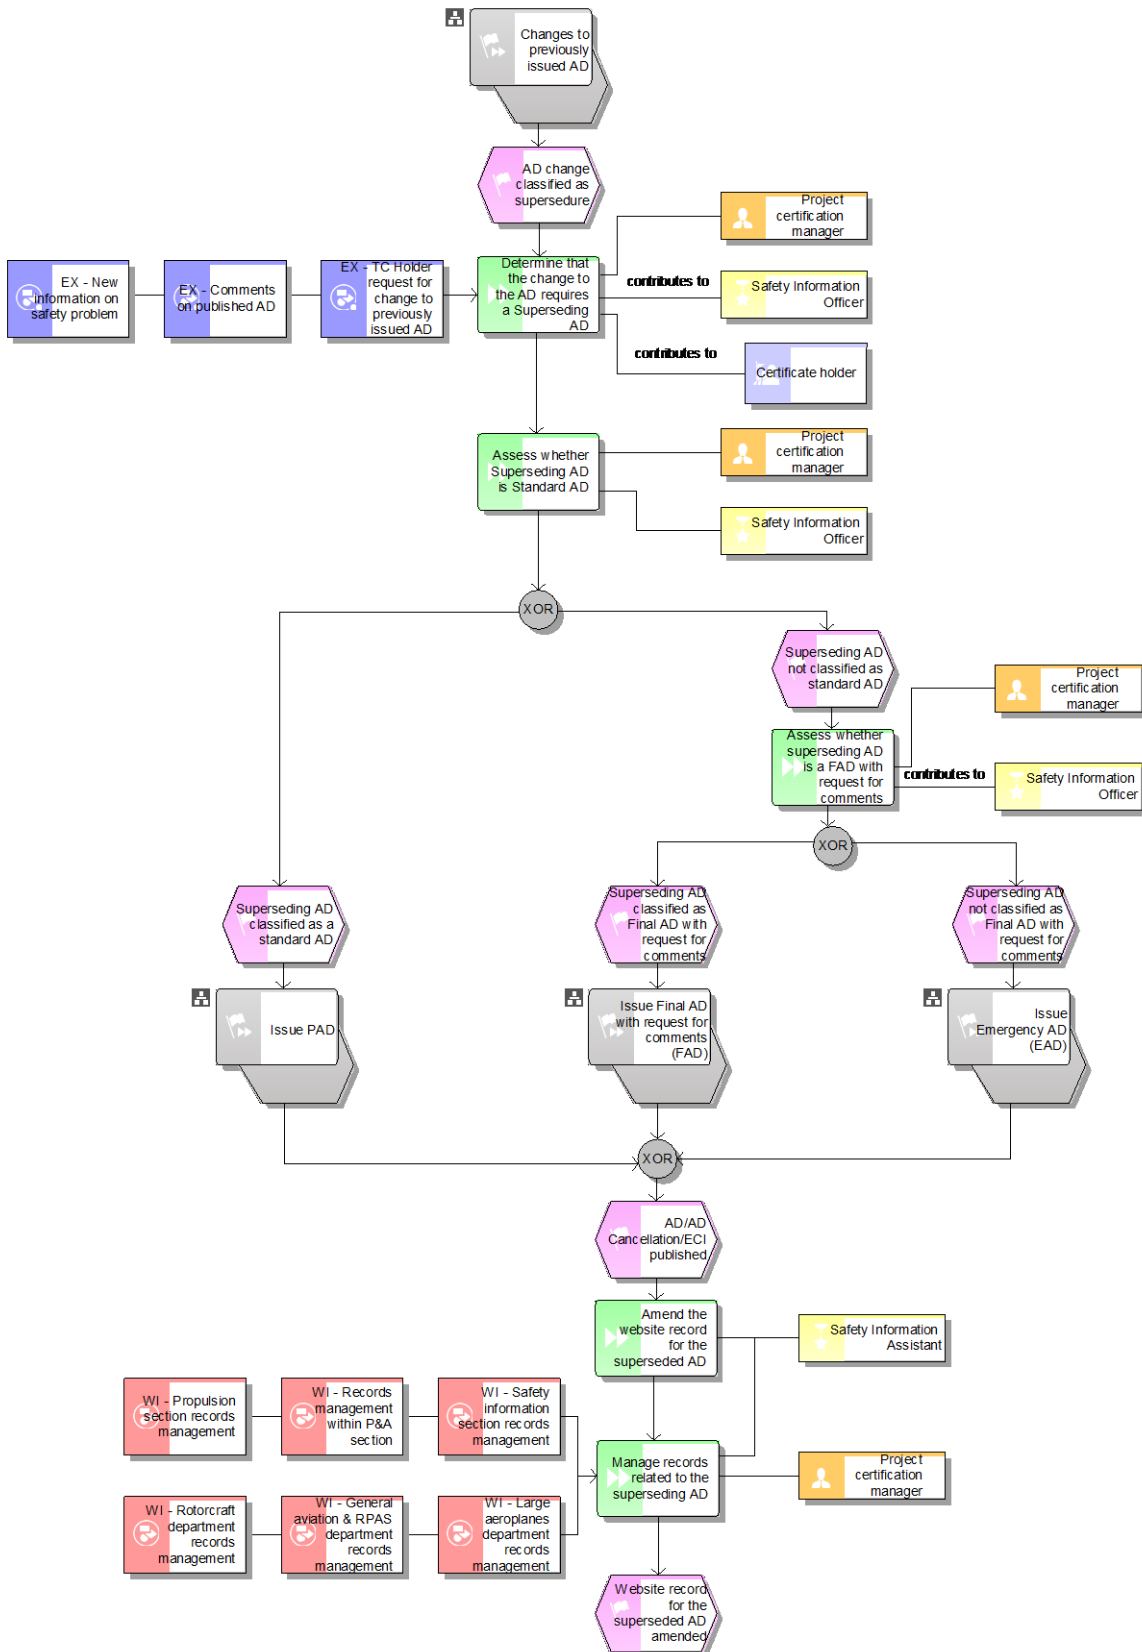 Changes to
previously
issued AD
AD change
classified as
supersedure
Project
certification
manager
EX - New
information on
safety problem
EX - Comments
on published AD
EX - TC Holder
request for
change to
previously
issued AD
Determine that
the change to
the AD requires
a Superseding
AD
contributes to
Safety Information
Officer
contributes to
Certificate holder
Assess whether
Superseding AD
is Standard AD
Project
certification
manager
Safety Information
Officer
XOR
Superseding AD
not classified as
standard AD
Project
certification
manager
Assess whether
superseding AD
is a FAD with
request for
comments
contributes to
Safety Information
Officer
XOR
Superseding AD
classified as a
standard AD
Superseding AD
classified as
Final AD with
request for
comments
Superseding AD
not classified as
Final AD with
request for
comments
Issue PAD
Issue Final AD
with request for
comments
(FAD)
Issue
Emergency AD
(EAD)
XOR
AD/AD
Cancellation/ECI
published
Amend the
website record
for the
superseded AD
Safety Information
Assistant
WI - Propulsion
section records
management
WI - Records
management
within P&A
section
WI - Safety
information
section records
management
Manage records
related to the
superseding AD
Project
certification
manager
WI - Rotorcraft
department
records
management
WI - General
aviation & RPAS
department
records
management
WI - Large
aeroplanes
department
records
management
Website record
for the
superseded AD
amended